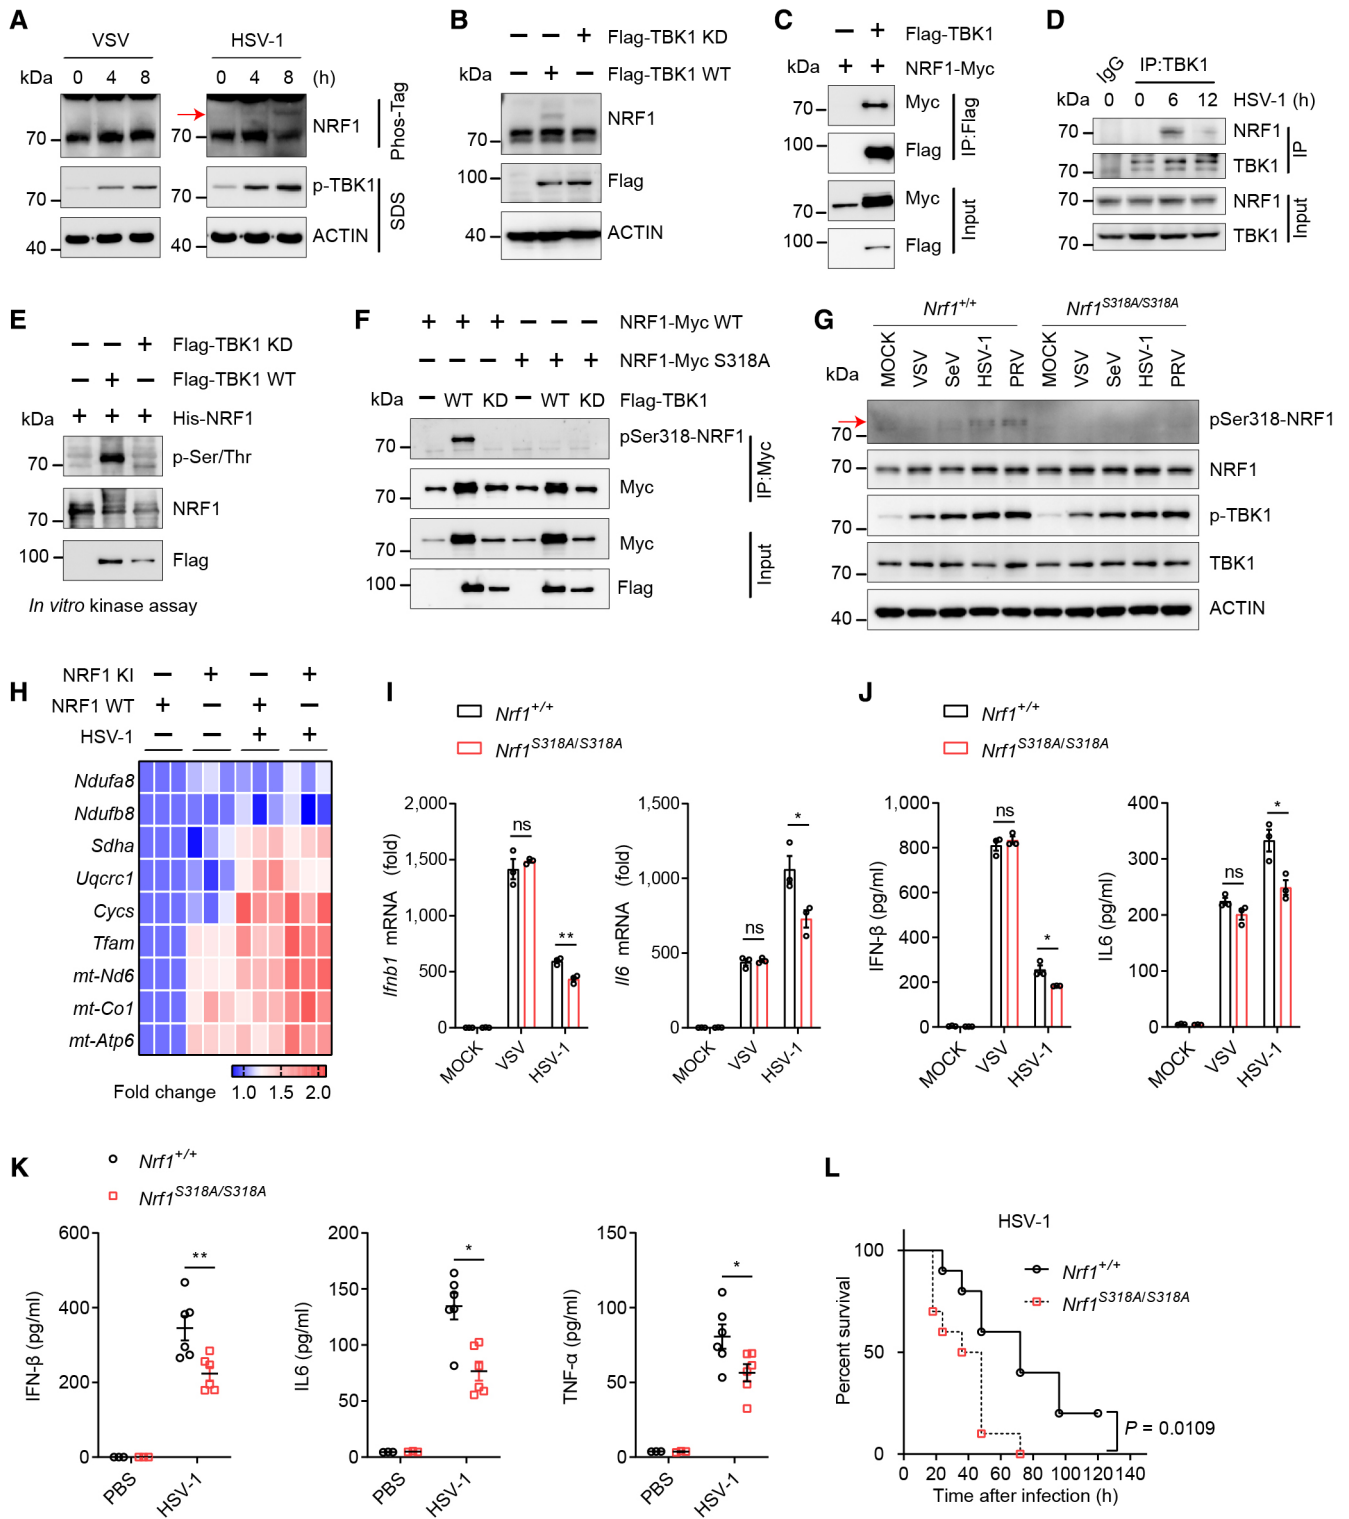 A
VSV HSV-1
kDa 0 4 8 0 4 8 (h)
70 70 NRF1 Phos-Tag
70 70 p-TBK1 SDS
40 40 ACTIN
B
– – + Flag-TBK1 KD
kDa – + – Flag-TBK1 WT
70 NRF1
100 Flag
40 ACTIN
C
– + Flag-TBK1
kDa + + NRF1-Myc
70 Myc IP:Flag
100 Flag
70 Myc Input
100 Flag
D
IgG IP:TBK1
kDa 0 0 6 12 HSV-1 (h)
70 NRF1 IP
70 TBK1
70 NRF1 Input
70 TBK1
E
– – + Flag-TBK1 KD
– + – Flag-TBK1 WT
kDa + + + His-NRF1
70 p-Ser/Thr
70 NRF1
100 Flag
In vitro kinase assay
F
+ + + – – – NRF1-Myc WT
– – – + + + NRF1-Myc S318A
kDa – WT KD – WT KD Flag-TBK1
70 pSer318-NRF1 IP:Myc
70 Myc
70 Myc Input
100 Flag
G
Nrf1+/+ Nrf1S318A/S318A
kDa MOCK VSV SeV HSV-1 PRV MOCK VSV SeV HSV-1 PRV
70 pSer318-NRF1
70 NRF1
70 p-TBK1
70 TBK1
40 ACTIN
H
NRF1 KI – + – +
NRF1 WT + – + –
HSV-1 – – + +
Ndufa8
Ndufb8
Sdha
Uqcrc1
Cycs
Tfam
mt-Nd6
mt-Co1
mt-Atp6
Fold change 1.0 1.5 2.0
I
Nrf1+/+
Nrf1S318A/S318A
Ifnb1 mRNA (fold)
2,000
1,500
1,000
500
0
ns
**
MOCK VSV HSV-1
Il6 mRNA (fold)
1,500
1,000
500
0
ns
*
MOCK VSV HSV-1
J
Nrf1+/+
Nrf1S318A/S318A
IFN-β (pg/ml)
1,000
800
600
400
200
0
ns
*
MOCK VSV HSV-1
IL6 (pg/ml)
400
300
200
100
0
ns
*
MOCK VSV HSV-1
K
Nrf1+/+
Nrf1S318A/S318A
IFN-β (pg/ml)
600
400
200
0
**
PBS HSV-1
IL6 (pg/ml)
200
150
100
50
0
*
PBS HSV-1
TNF-α (pg/ml)
150
100
50
0
*
PBS HSV-1
L
HSV-1
Nrf1+/+
Nrf1S318A/S318A
Percent survival
100
50
0
P = 0.0109
0 20 40 60 80 100 120 140
Time after infection (h)